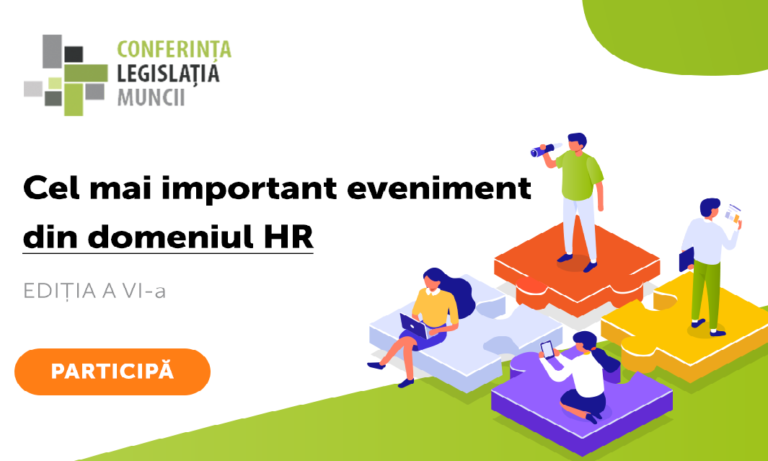 CONFERINȚA
LEGISLAȚIA
MUNCII
Cel mai important eveniment
din domeniul HR
EDIȚIA A VI-a
PARTICIPĂ